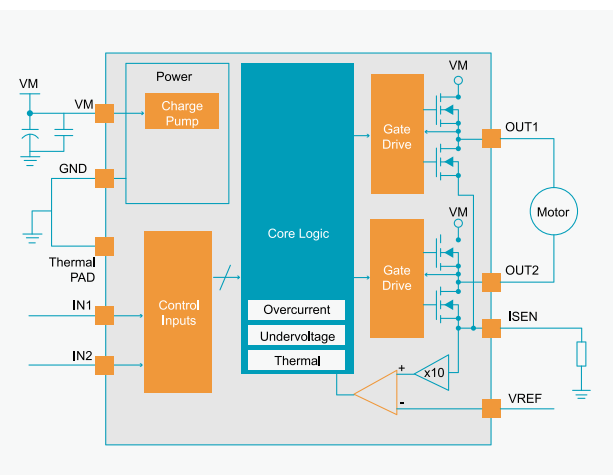 VM
VM
Power
Charge
Pump
GND
Thermal
PAD
IN1
IN2
Control
Inputs
Core Logic
Overcurrent
Undervoltage
Thermal
VM
Gate
Drive
VM
Gate
Drive
OUT1
Motor
OUT2
ISEN
+
x10
-
VREF